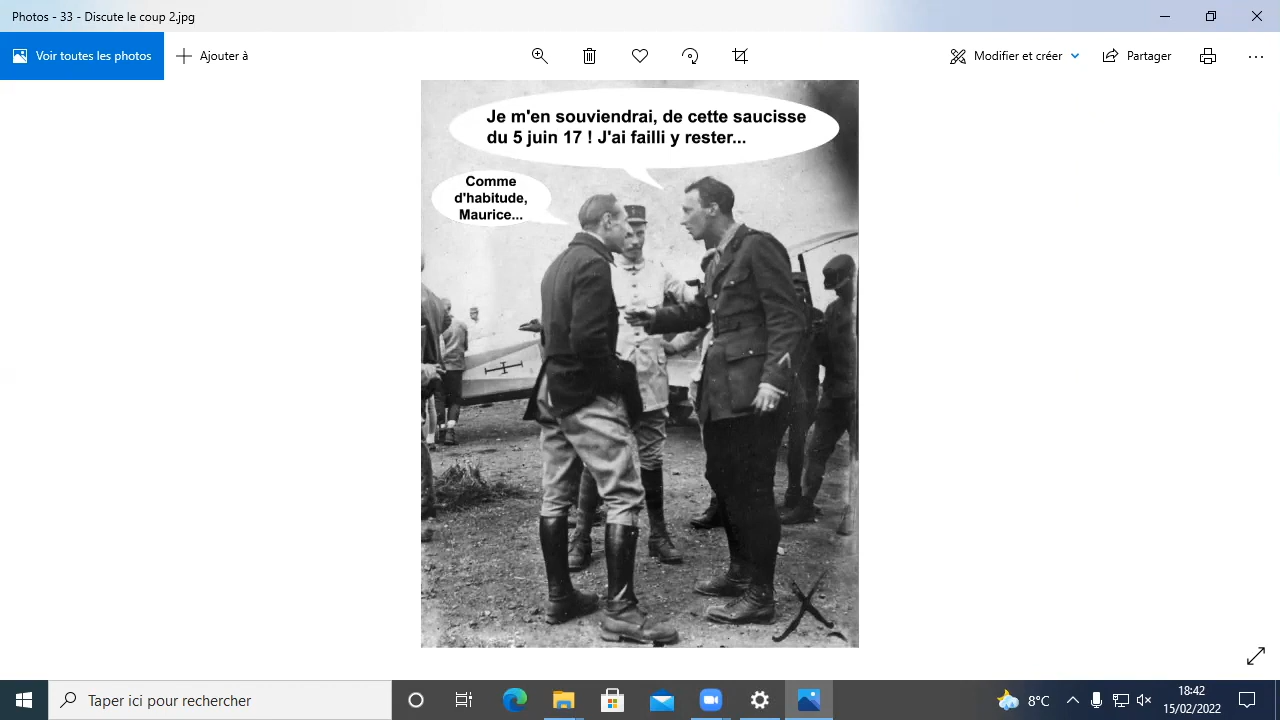 Photos - 33 - Discute le coup 2.jpg
Voir toutes les photos
Ajouter à
Modifier et créer
Partager
Je m'en souviendrai, de cette saucisse
du 5 juin 17 ! J'ai failli y rester...
Comme
d'habitude,
Maurice...
Taper ici pour rechercher
8°C
18:42
15/02/2022